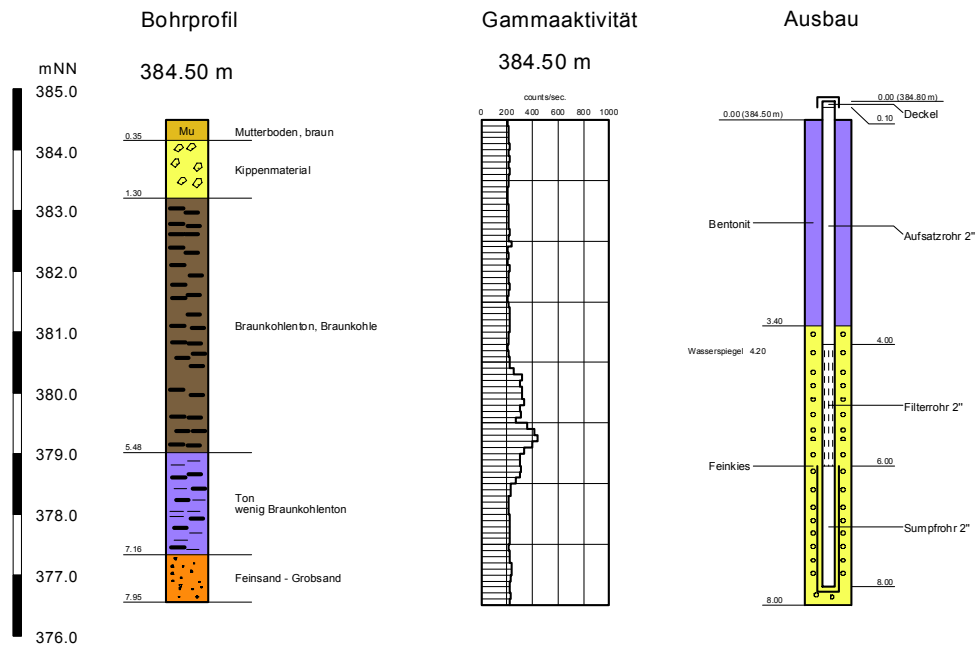 Bohrprofil
384.50 m
Gammaaktivität
384.50 m
Ausbau
mNN
385.0
384.0
383.0
382.0
381.0
380.0
379.0
378.0
377.0
376.0
Mu
0.35
Mutterboden, braun
Kippenmaterial
1.30
Braunkohlenton, Braunkohle
5.48
Ton
wenig Braunkohlenton
7.16
Feinsand - Grobsand
7.95
counts/sec.
0 200 400 600 800 1000
0.00 (384.80 m)
Deckel
0.00 (384.50 m)
0.10
Bentonit
Aufsatzrohr 2"
3.40
Wasserspiegel 4.20
4.00
Filterrohr 2"
Feinkies
6.00
Sumpfrohr 2"
8.00
8.00